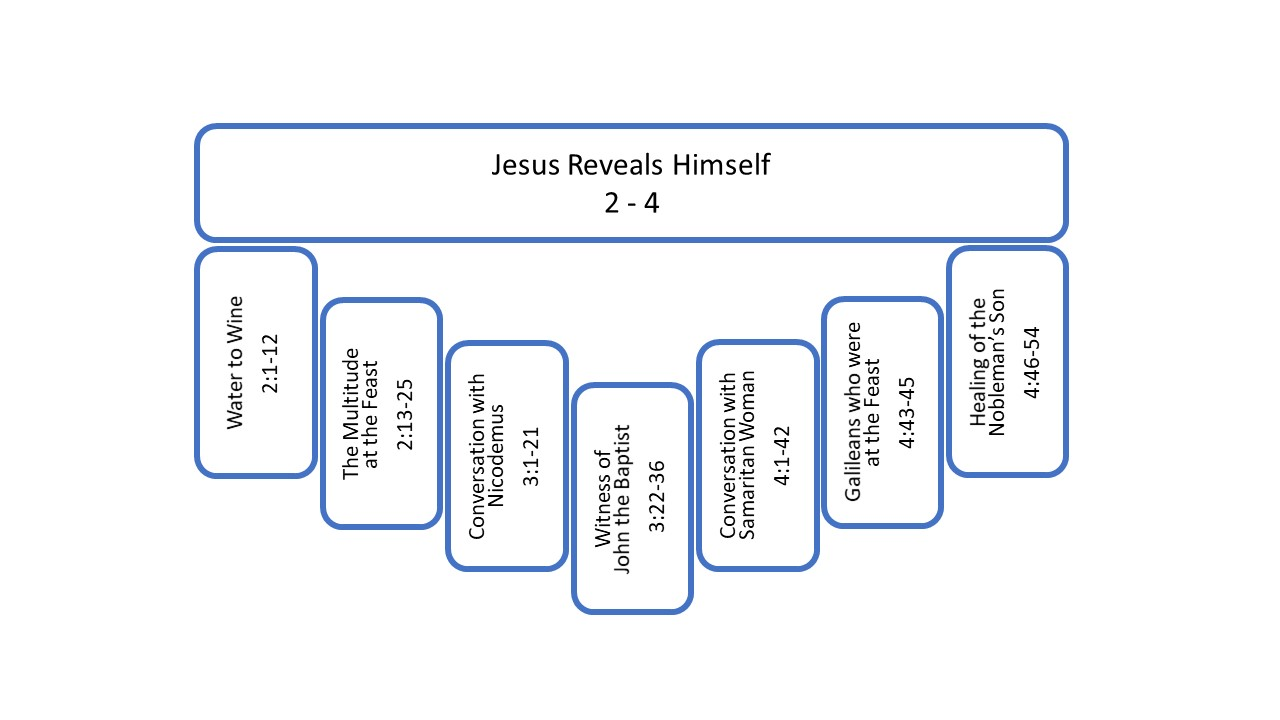 Jesus Reveals Himself
2 - 4
Water to Wine
2:1-12
The Multitude
at the Feast
2:13-25
Conversation with
Nicodemus
3:1-21
Witness of
John the Baptist
3:22-36
Conversation with
Samaritan Woman
4:1-42
Galileans who were
at the Feast
4:43-45
Healing of the
Nobleman’s Son
4:46-54